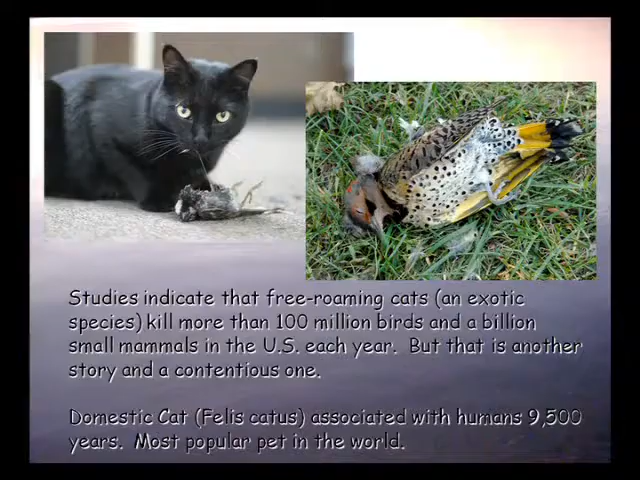 Studies indicate that free-roaming cats (an exotic
species) kill more than 100 million birds and a billion
small mammals in the U.S. each year.  But that is another
story and a contentious one.
Domestic Cat (Felis catus) associated with humans 9,500
years.  Most popular pet in the world.